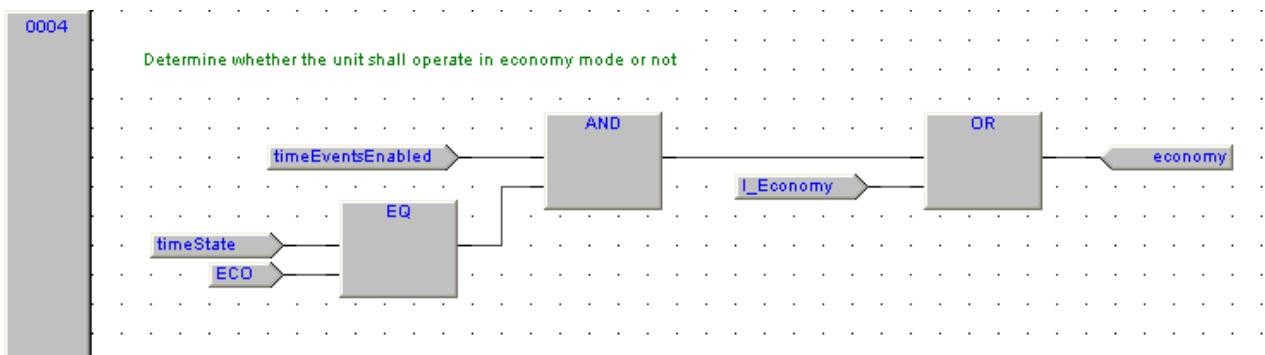 0004
Determine whether the unit shall operate in economy mode or not
AND
OR
timeEventsEnabled
economy
I_Economy
EQ
timeState
ECO